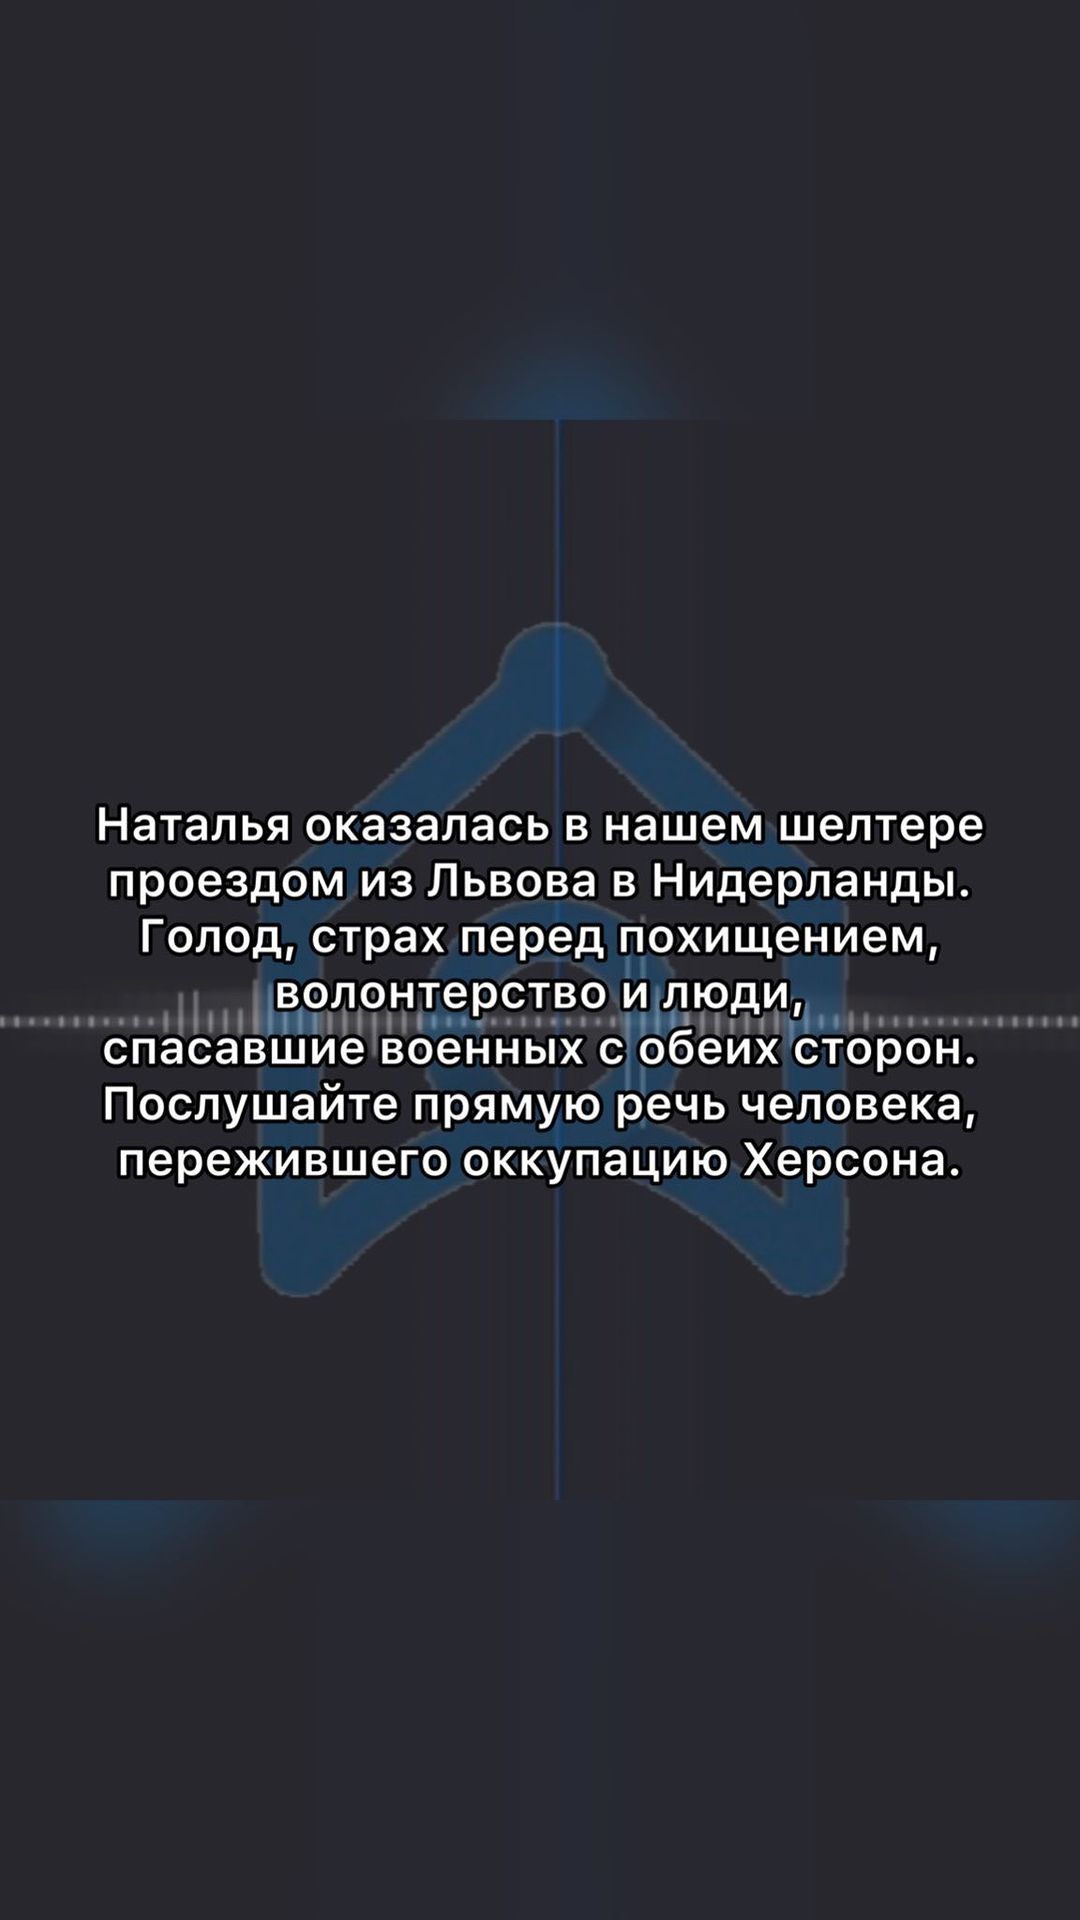 Наталья оказалась в нашем шелтере
проездом из Львова в Нидерланды.
Голод, страх перед похищением,
волонтерство и люди,
спасавшие военных с обеих сторон.
Послушайте прямую речь человека,
пережившего оккупацию Херсона.